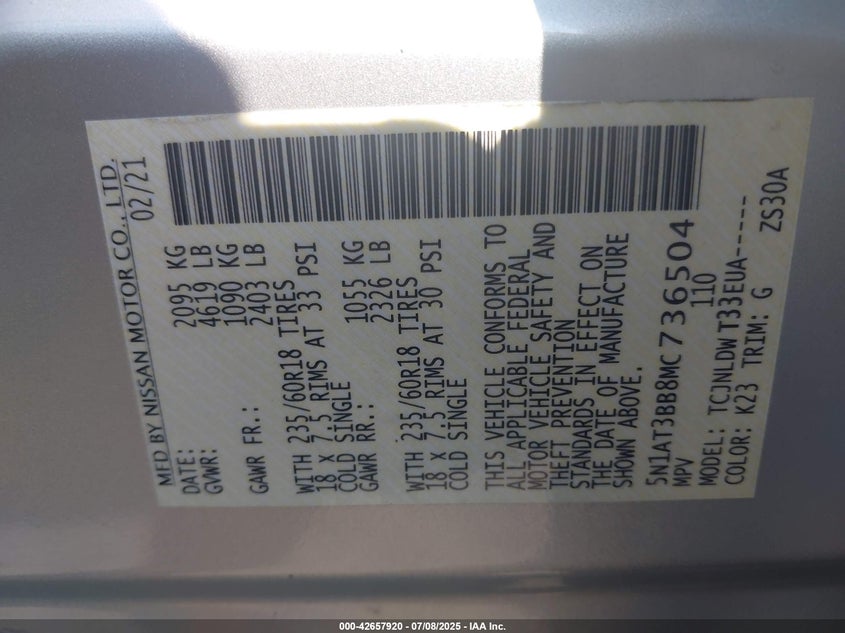 MFD BY NISSAN MOTOR CO., LTD.
DATE: 02/21
GVWR: 2095 KG
4619 LB
GAWR FR.: 1090 KG
2403 LB
WITH 235/60R18 TIRES
18 X 7.5 RIMS AT 33 PSI
COLD SINGLE
GAWR RR.: 1055 KG
2326 LB
WITH 235/60R18 TIRES
18 X 7.5 RIMS AT 30 PSI
COLD SINGLE
THIS VEHICLE CONFORMS TO
ALL APPLICABLE FEDERAL
MOTOR VEHICLE SAFETY AND
THEFT PREVENTION
STANDARDS IN EFFECT ON
THE DATE OF MANUFACTURE
SHOWN ABOVE.
5N1AT3BB8MC736504
MPV 110
MODEL: TCJNLDW T33EUA-----
COLOR: K23 TRIM: G ZS30A
000-42657920 - 07/08/2025 - IAA Inc.